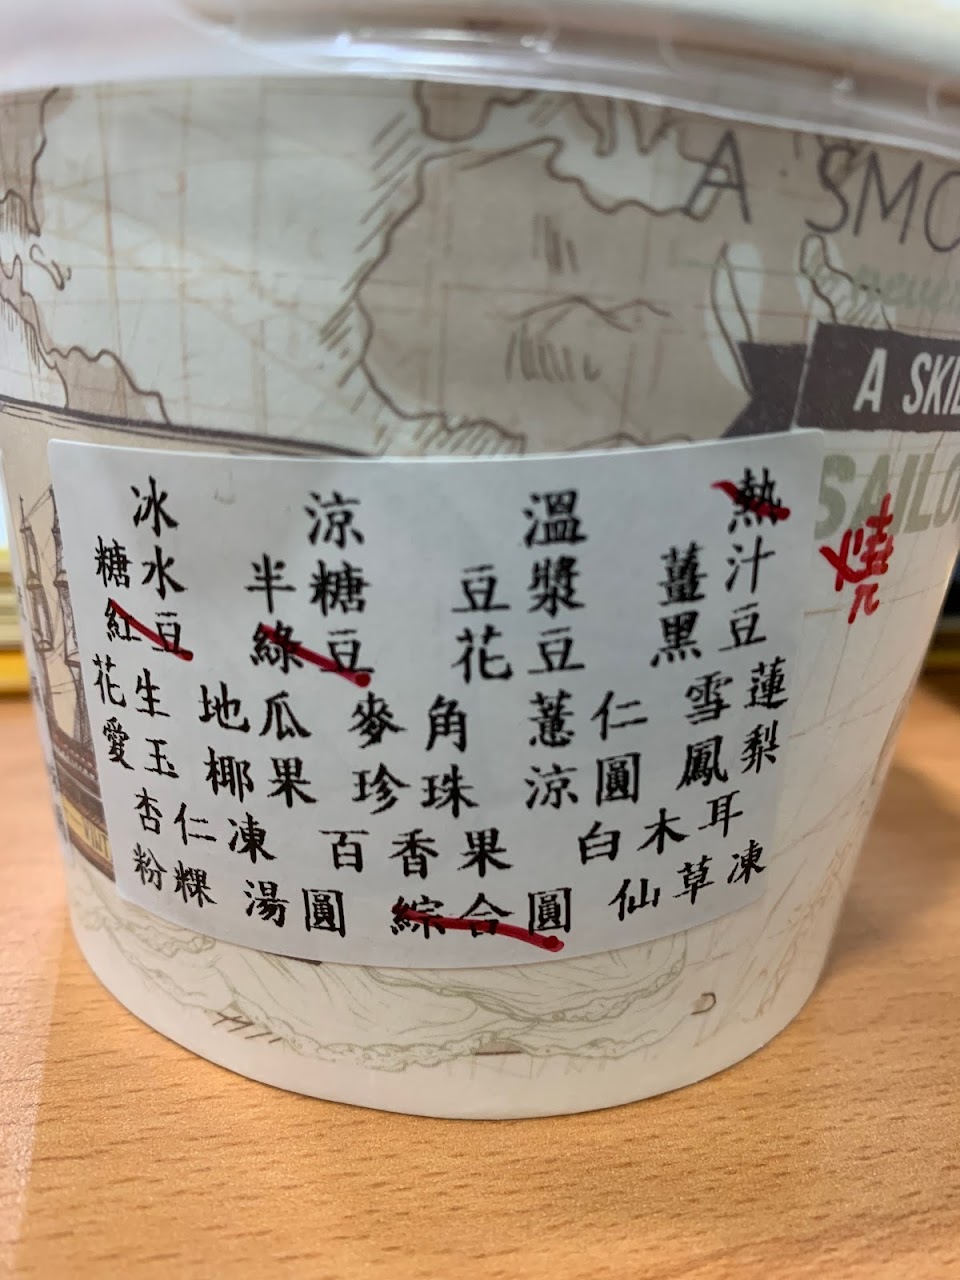 A SMO
A SKIL
SAILO
冰 涼 溫 熱
糖水 半糖 豆漿 薑汁
紅豆 綠豆 花豆 黑豆
花生 地瓜 麥角 薏仁 雪蓮
愛玉 椰果 珍珠 涼圓 鳳梨
杏仁凍 百香果 白木耳
粉粿 湯圓 綜合圓 仙草凍
燒